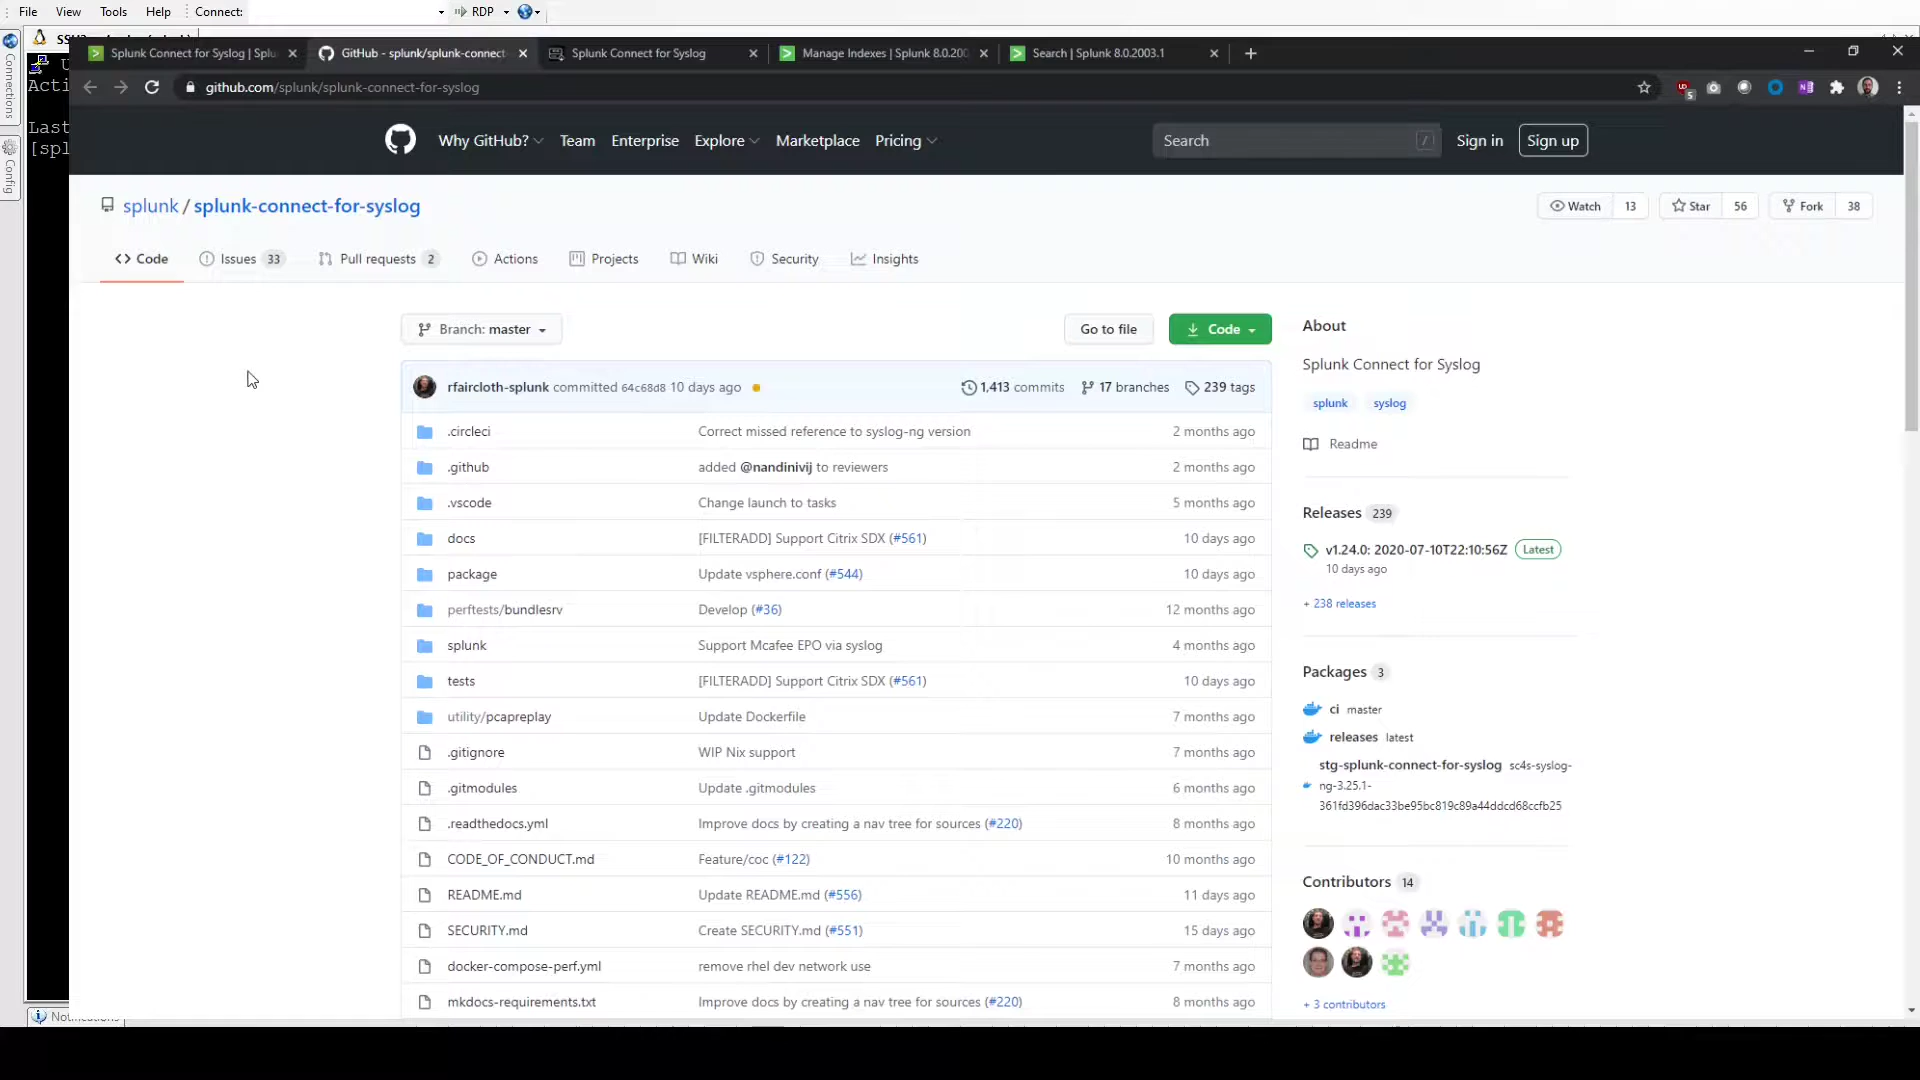 File View Tools Help Connect: RDP
SS
Splunk Connect for Syslog | Splu
GitHub - splunk/splunk-connect-
Splunk Connect for Syslog
Manage Indexes | Splunk 8.0.200
Search | Splunk 8.0.2003.1
Connections
Config
Acti
Last
[spl
github.com/splunk/splunk-connect-for-syslog
Why GitHub? Team Enterprise Explore Marketplace Pricing Search / Sign in Sign up
splunk / splunk-connect-for-syslog
Watch 13 Star 56 Fork 38
<> Code Issues 33 Pull requests 2 Actions Projects Wiki Security Insights
Branch: master Go to file Code
rfaircloth-splunk committed 64c68d8 10 days ago 1,413 commits 17 branches 239 tags
.circleci Correct missed reference to syslog-ng version 2 months ago
.github added @nandinivij to reviewers 2 months ago
.vscode Change launch to tasks 5 months ago
docs [FILTERADD] Support Citrix SDX (#561) 10 days ago
package Update vsphere.conf (#544) 10 days ago
perftests/bundlesrv Develop (#36) 12 months ago
splunk Support Mcafee EPO via syslog 4 months ago
tests [FILTERADD] Support Citrix SDX (#561) 10 days ago
utility/pcapreplay Update Dockerfile 7 months ago
.gitignore WIP Nix support 7 months ago
.gitmodules Update .gitmodules 6 months ago
.readthedocs.yml Improve docs by creating a nav tree for sources (#220) 8 months ago
CODE_OF_CONDUCT.md Feature/coc (#122) 10 months ago
README.md Update README.md (#556) 11 days ago
SECURITY.md Create SECURITY.md (#551) 15 days ago
docker-compose-perf.yml remove rhel dev network use 7 months ago
mkdocs-requirements.txt Improve docs by creating a nav tree for sources (#220) 8 months ago
About
Splunk Connect for Syslog
splunk syslog
Readme
Releases 239
v1.24.0: 2020-07-10T22:10:56Z Latest
10 days ago
+ 238 releases
Packages 3
ci master
releases latest
stg-splunk-connect-for-syslog sc4s-syslog-
ng-3.25.1-
361fd396dac33be95bc819c89a44ddcd68ccfb25
Contributors 14
+ 3 contributors
Notifications